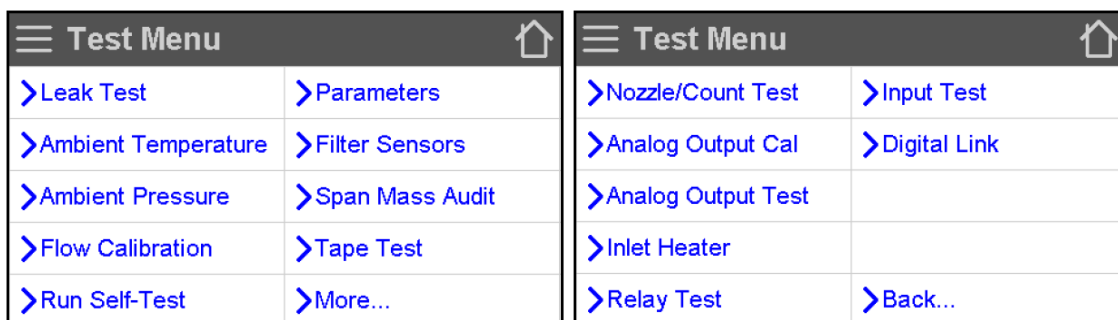 Test Menu
Leak Test
Parameters
Ambient Temperature
Filter Sensors
Ambient Pressure
Span Mass Audit
Flow Calibration
Tape Test
Run Self-Test
More...
Test Menu
Nozzle/Count Test
Input Test
Analog Output Cal
Digital Link
Analog Output Test
Inlet Heater
Relay Test
Back...